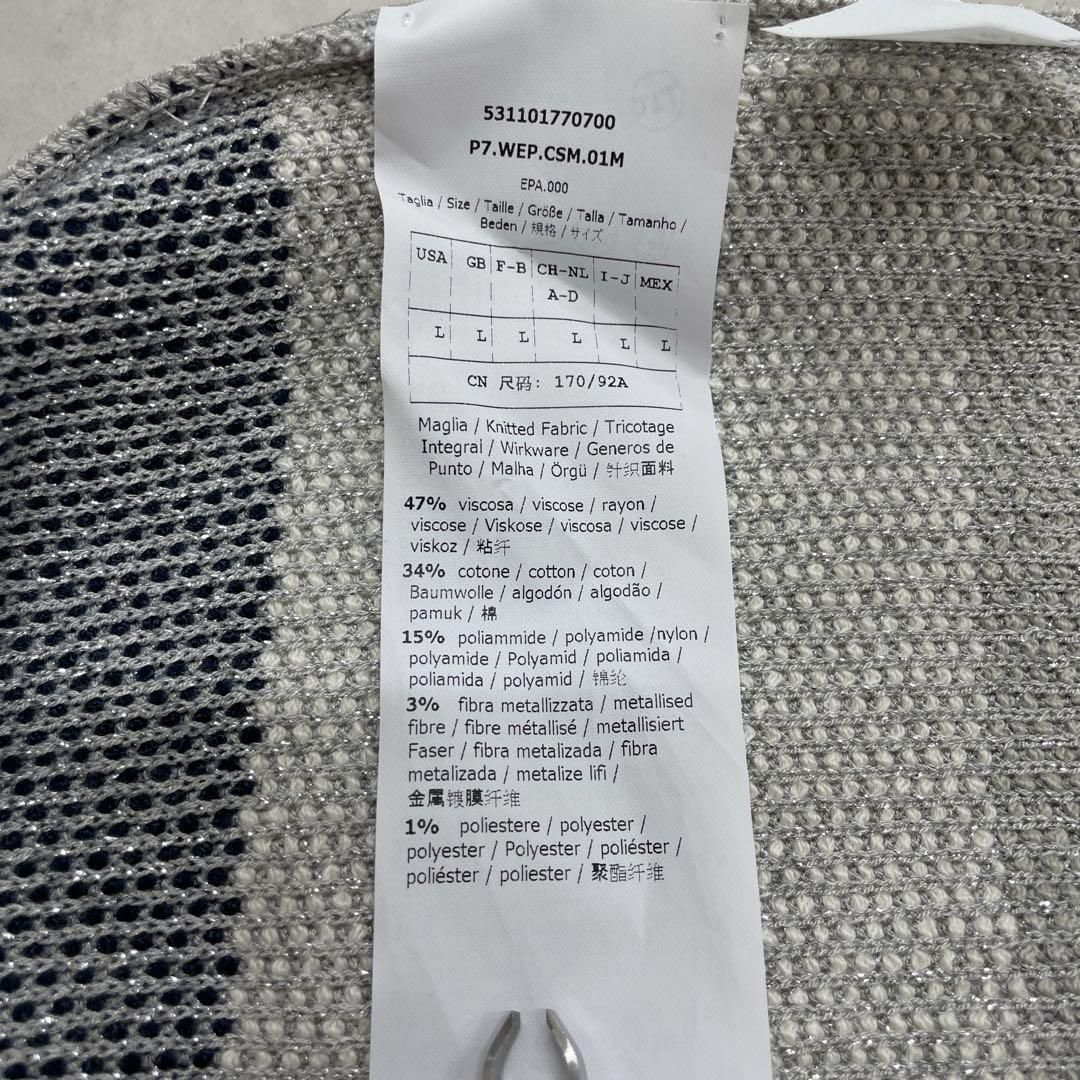 531101770700
P7.WEP.CSM.01M
EPA.000
Taglia / Size / Taille / Größe / Talla / Tamanho /
Beden / 規格 / サイズ
USA GB F-B CH-NL I-J MEX
A-D
L L L L L L
CN 尺码: 170/92A
Maglia / Knitted Fabric / Tricotage
Integral / Wirkware / Generos de
Punto / Malha / Örgü / 针织面料
47% viscosa / viscose / rayon /
viscose / Viskose / viscosa / viscose /
viskoz / 粘纤
34% cotone / cotton / coton /
Baumwolle / algodón / algodão /
pamuk / 棉
15% poliammide / polyamide /nylon /
polyamide / Polyamid / poliamida /
poliamida / polyamid / 锦纶
3% fibra metallizzata / metallised
fibre / fibre métallisé / metallisiert
Faser / fibra metalizada / fibra
metalizada / metalize lifi /
金属镀膜纤维
1% poliestere / polyester /
polyester / Polyester / poliéster /
poliéster / poliester / 聚酯纤维